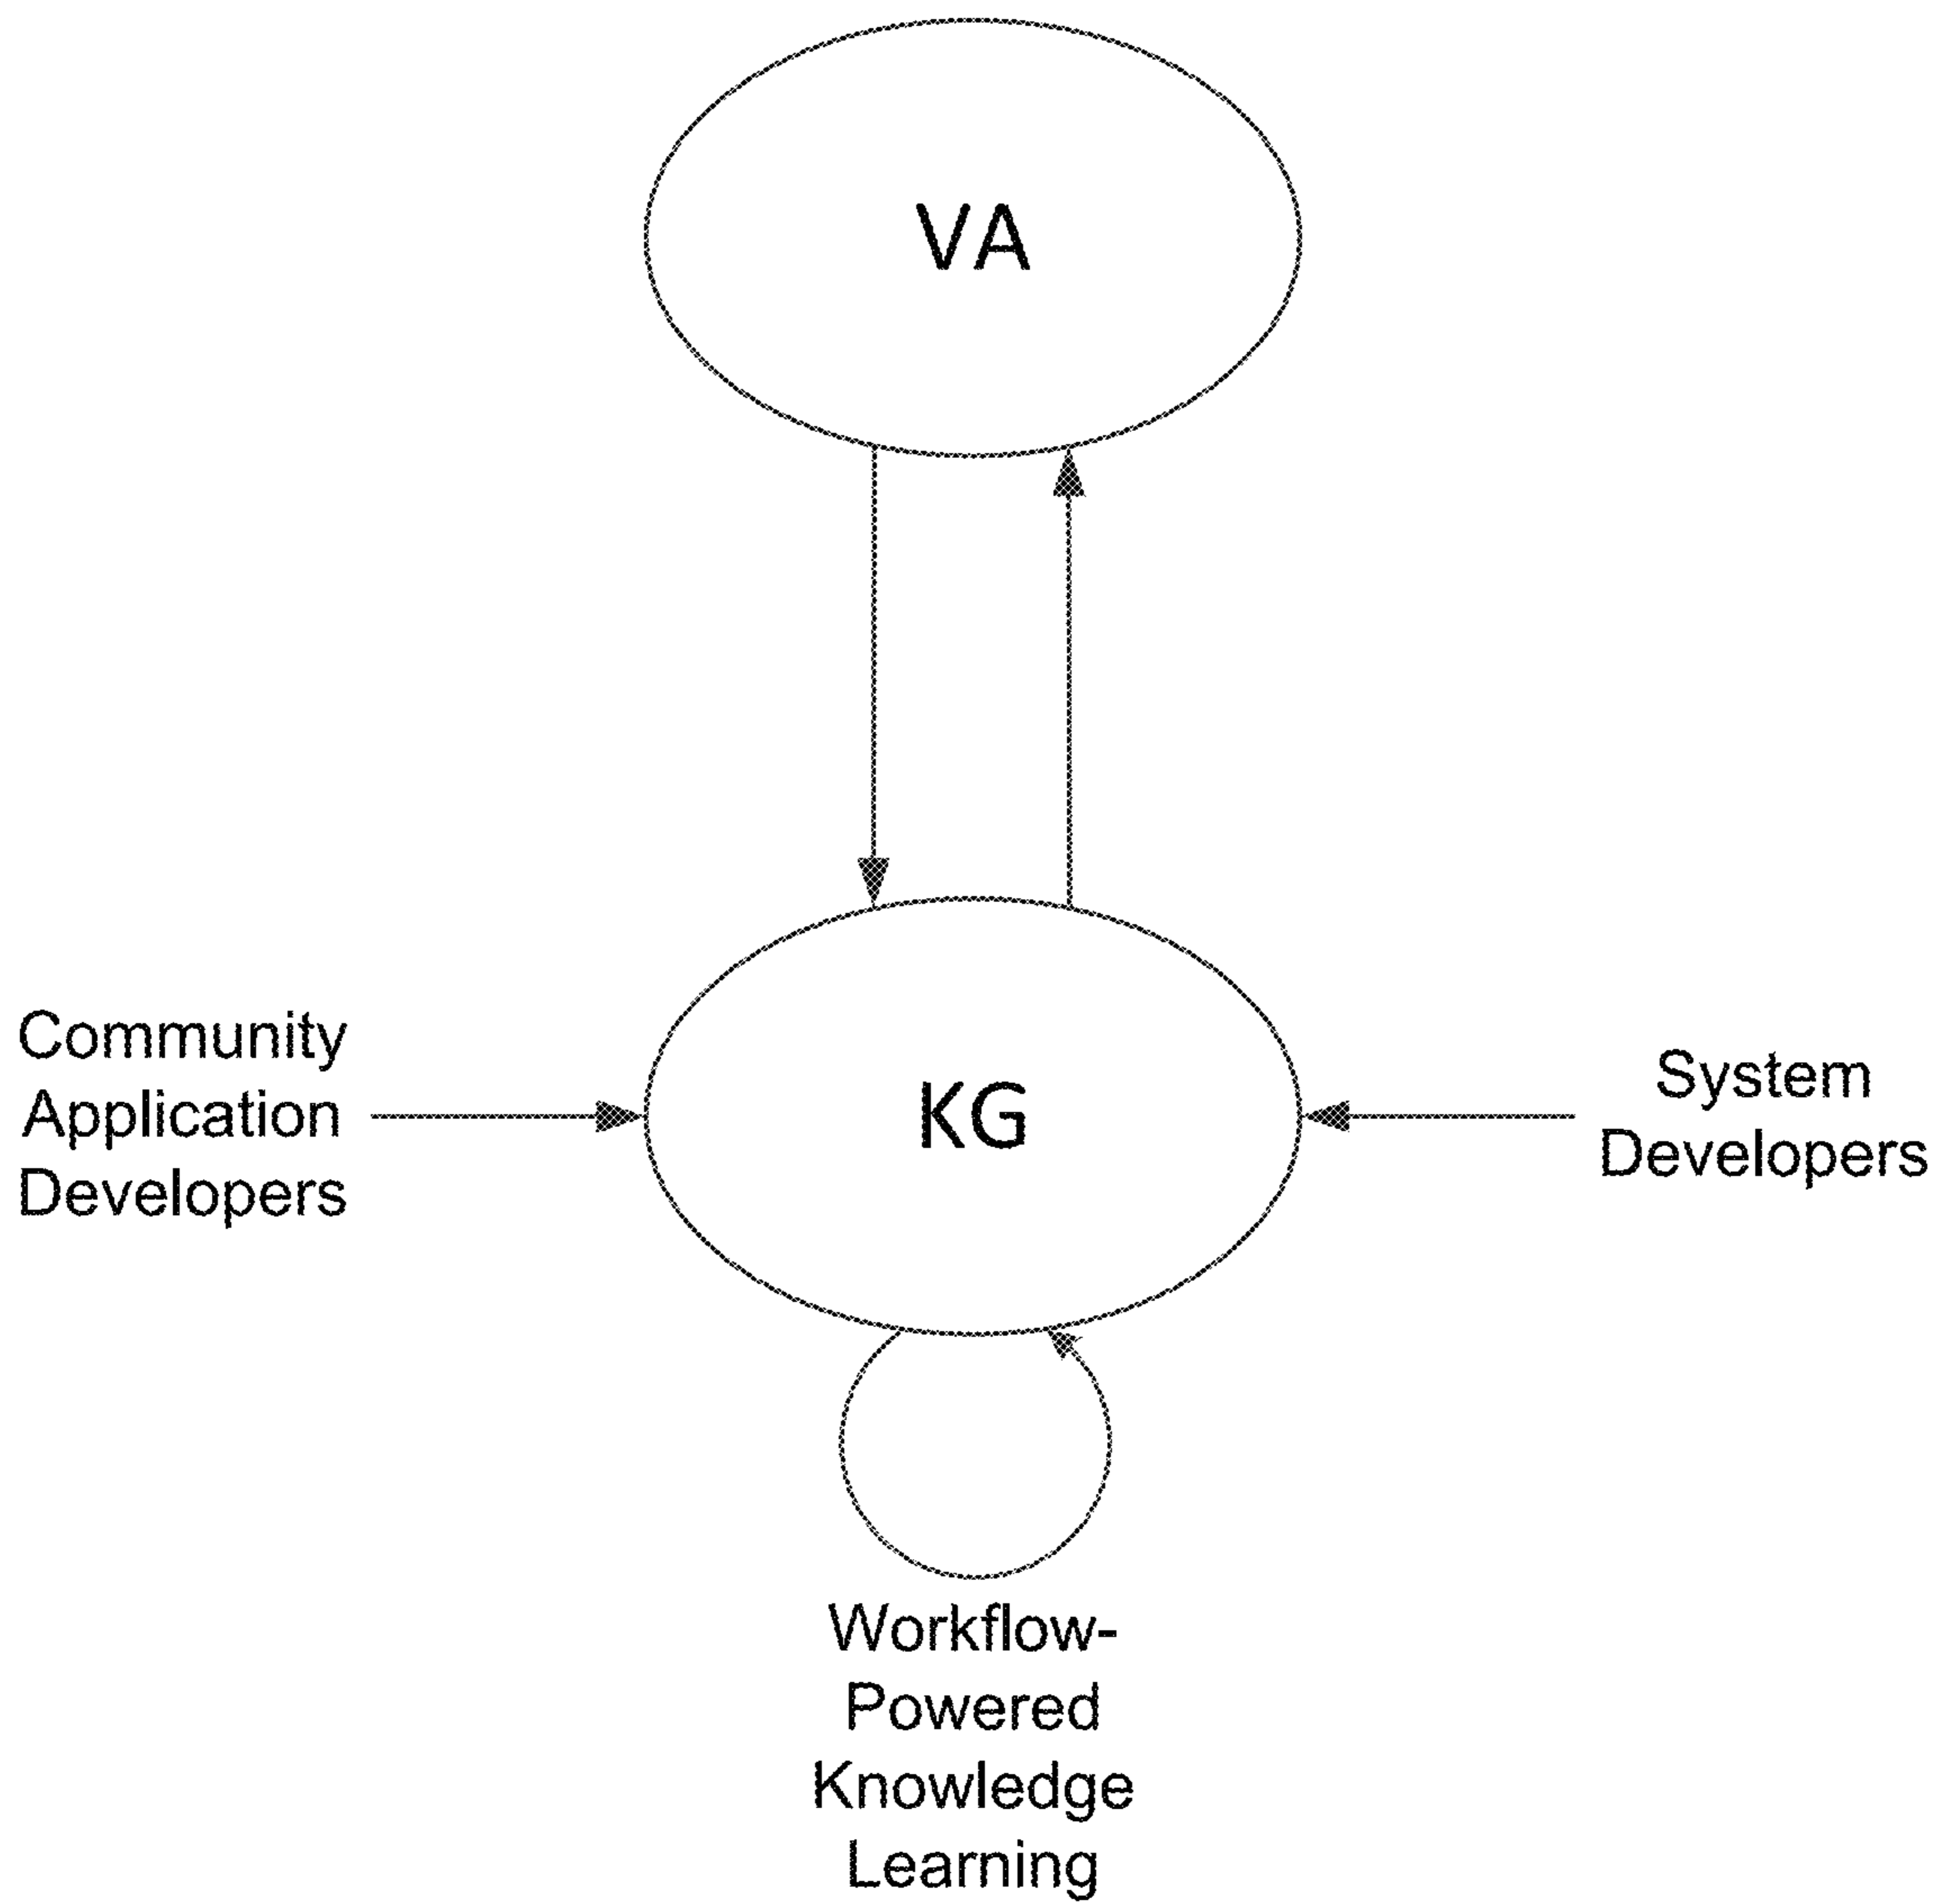 VA
Community
Application
Developers
KG
System
Developers
Workflow-
Powered
Knowledge
Learning